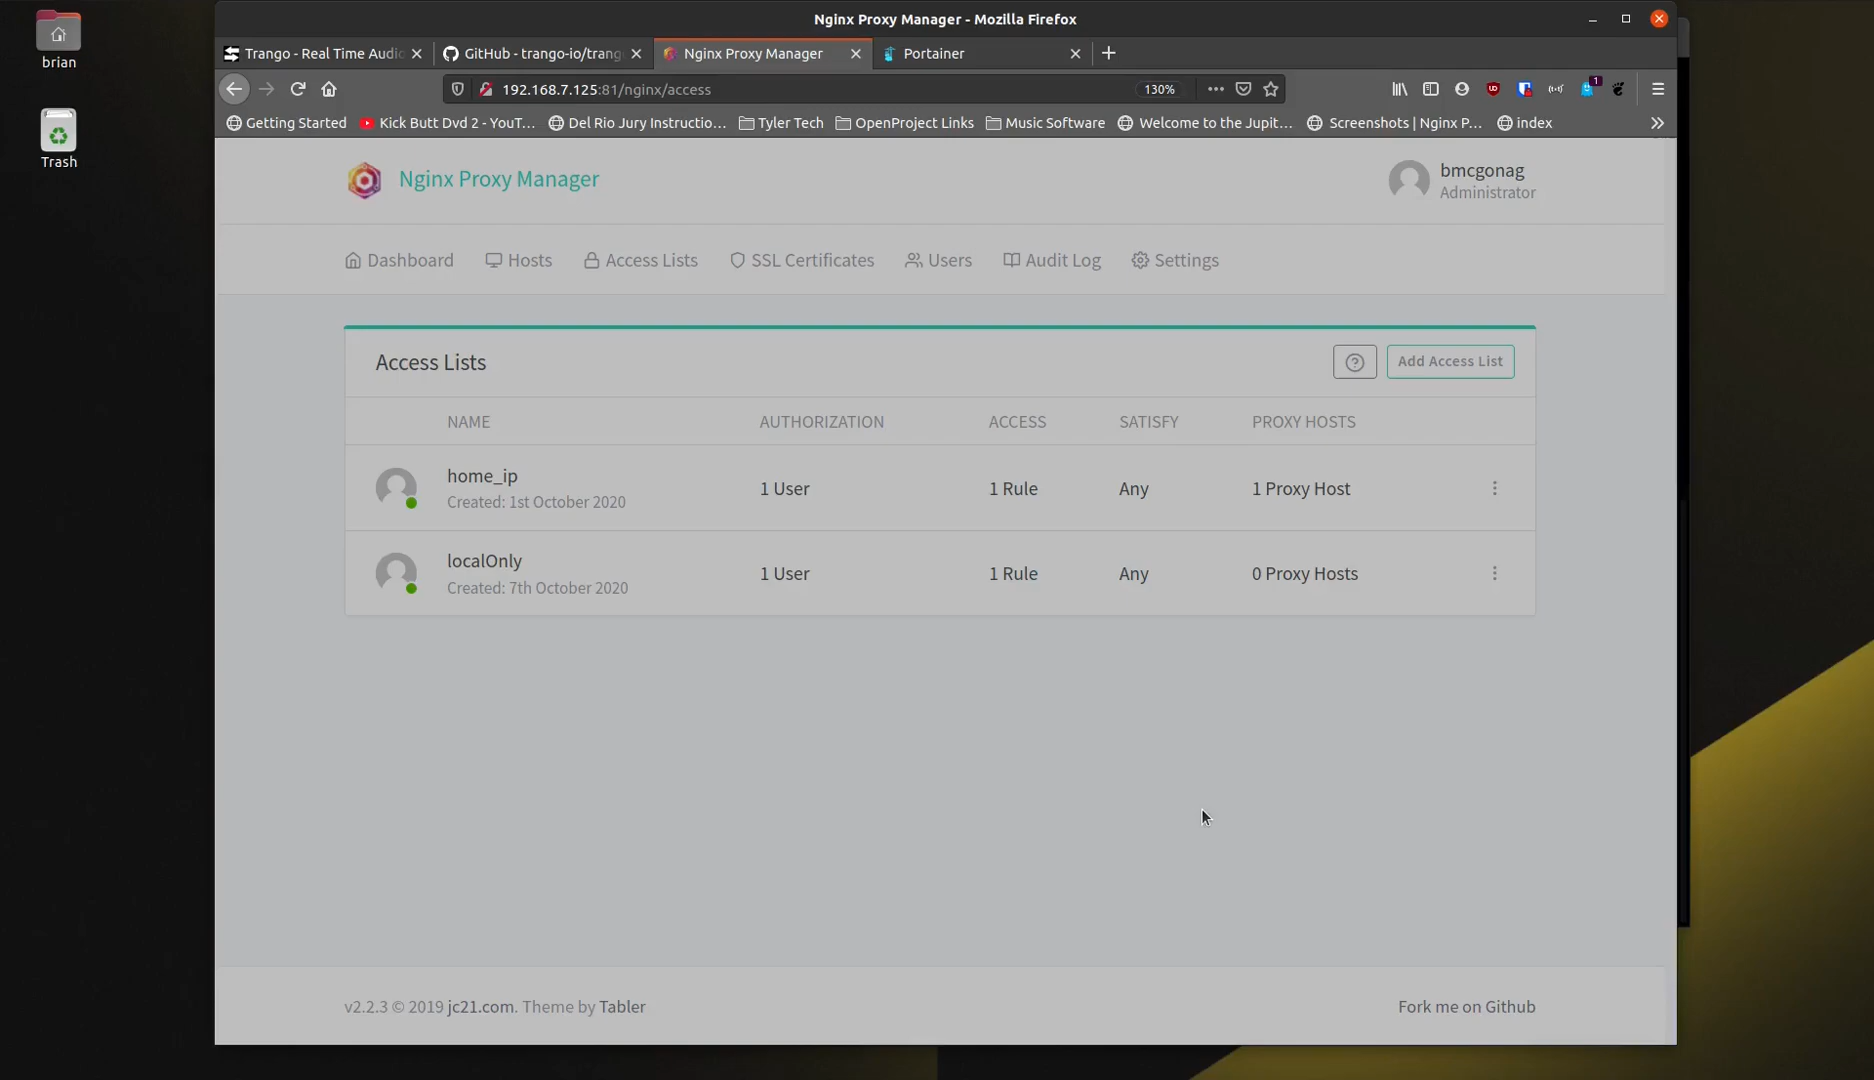 Nginx Proxy Manager - Mozilla Firefox
brian
Trash
Trango - Real Time Audio
GitHub - trango-io/trang
Nginx Proxy Manager
Portainer
192.168.7.125:81/nginx/access
130%
1
Getting Started
Kick Butt Dvd 2 - YouT…
Del Rio Jury Instructio…
Tyler Tech
OpenProject Links
Music Software
Welcome to the Jupit…
Screenshots | Nginx P…
index
Nginx Proxy Manager
bmcgonag
Administrator
Dashboard
Hosts
Access Lists
SSL Certificates
Users
Audit Log
Settings
Access Lists
Add Access List
NAME AUTHORIZATION ACCESS SATISFY PROXY HOSTS
home_ip
Created: 1st October 2020
1 User 1 Rule Any 1 Proxy Host
localOnly
Created: 7th October 2020
1 User 1 Rule Any 0 Proxy Hosts
v2.2.3 © 2019 jc21.com. Theme by Tabler
Fork me on Github